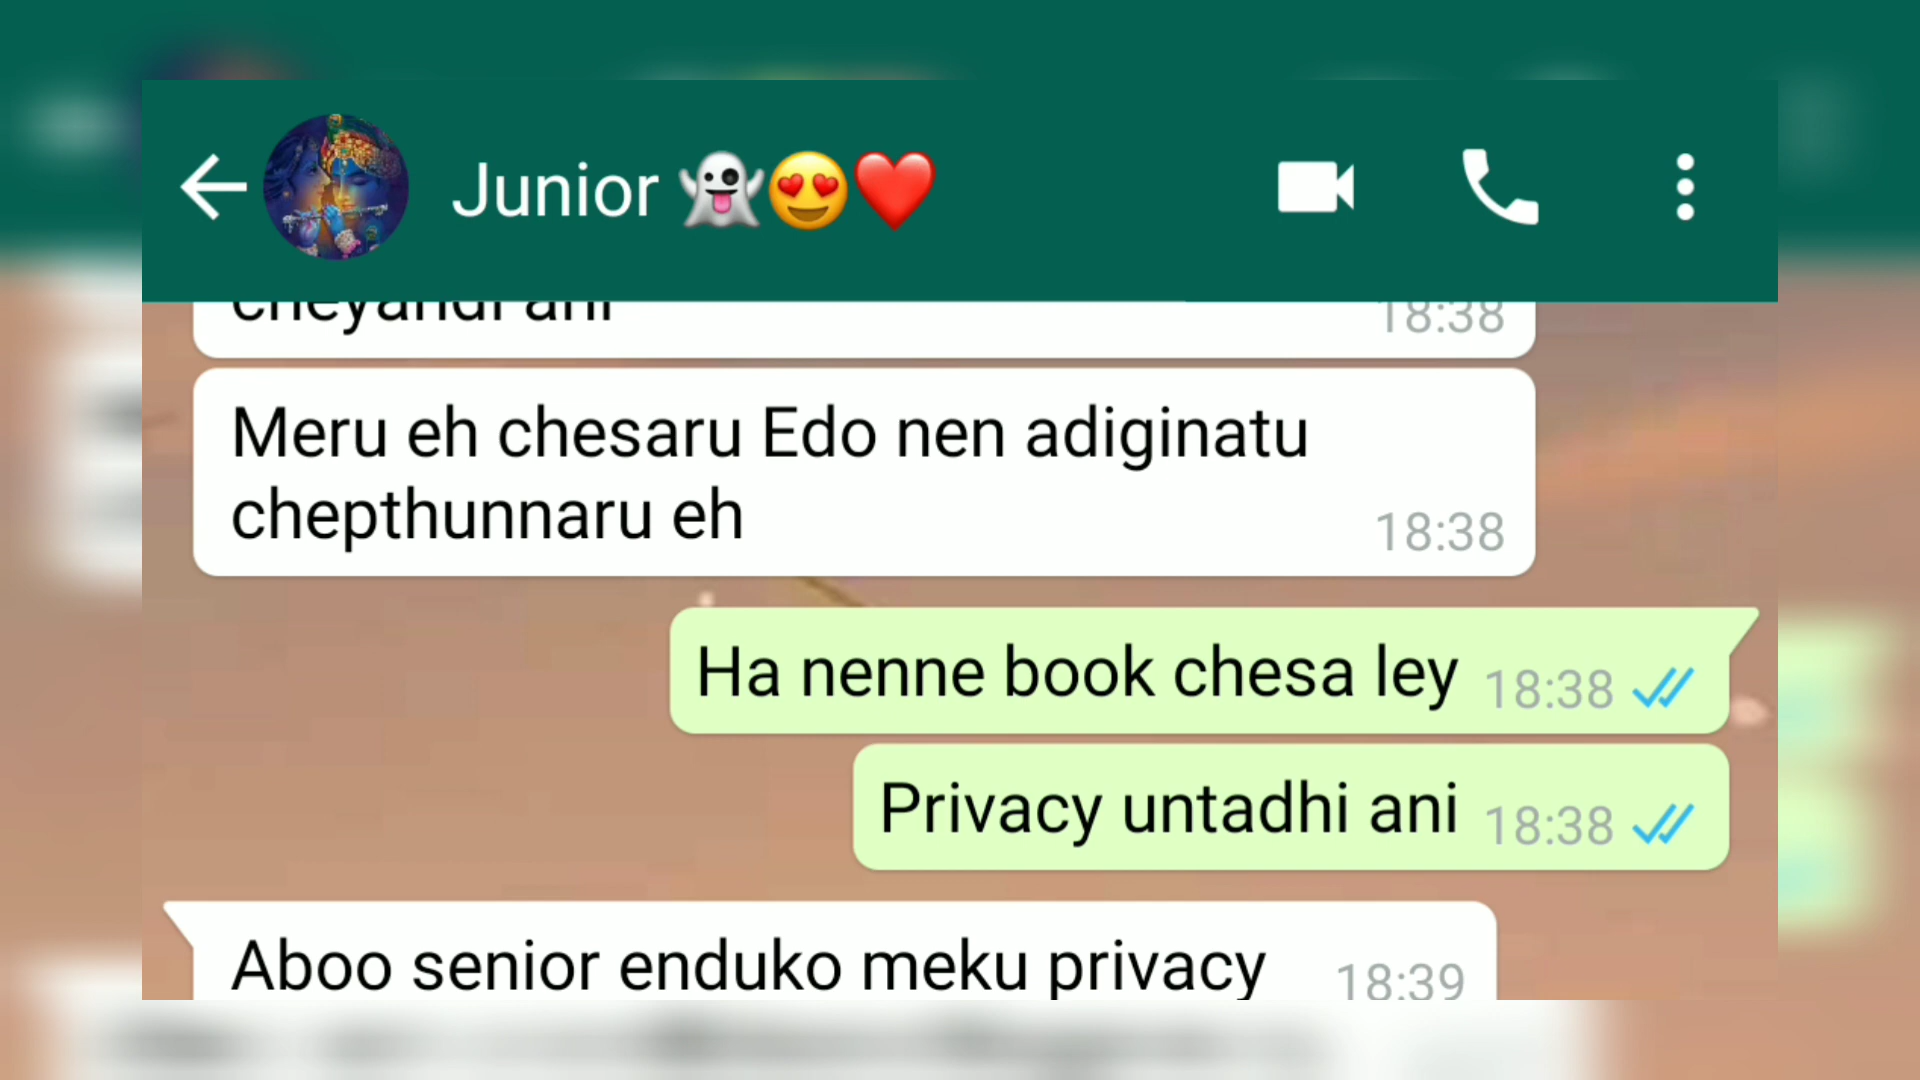 Junior 👻😍❤️
cheyandi ani 18:38
Meru eh chesaru Edo nen adiginatu
chepthunnaru eh 18:38
Ha nenne book chesa ley 18:38
Privacy untadhi ani 18:38
Aboo senior enduko meku privacy 18:39